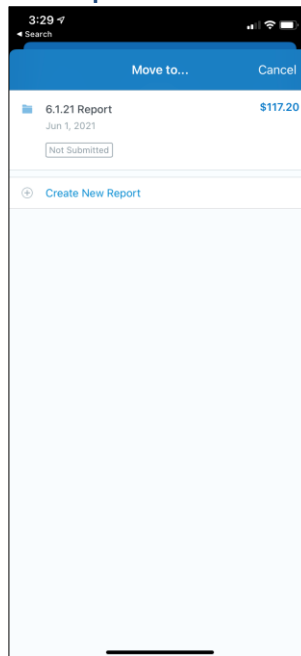 3:29
◀ Search
Move to...
Cancel
6.1.21 Report
$117.20
Jun 1, 2021
Not Submitted
Create New Report